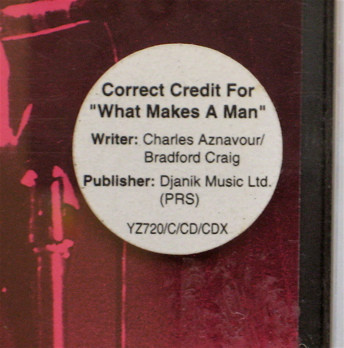 Correct Credit For
"What Makes A Man"
Writer: Charles Aznavour/
Bradford Craig
Publisher: Djanik Music Ltd.
(PRS)
YZ720/C/CD/CDX